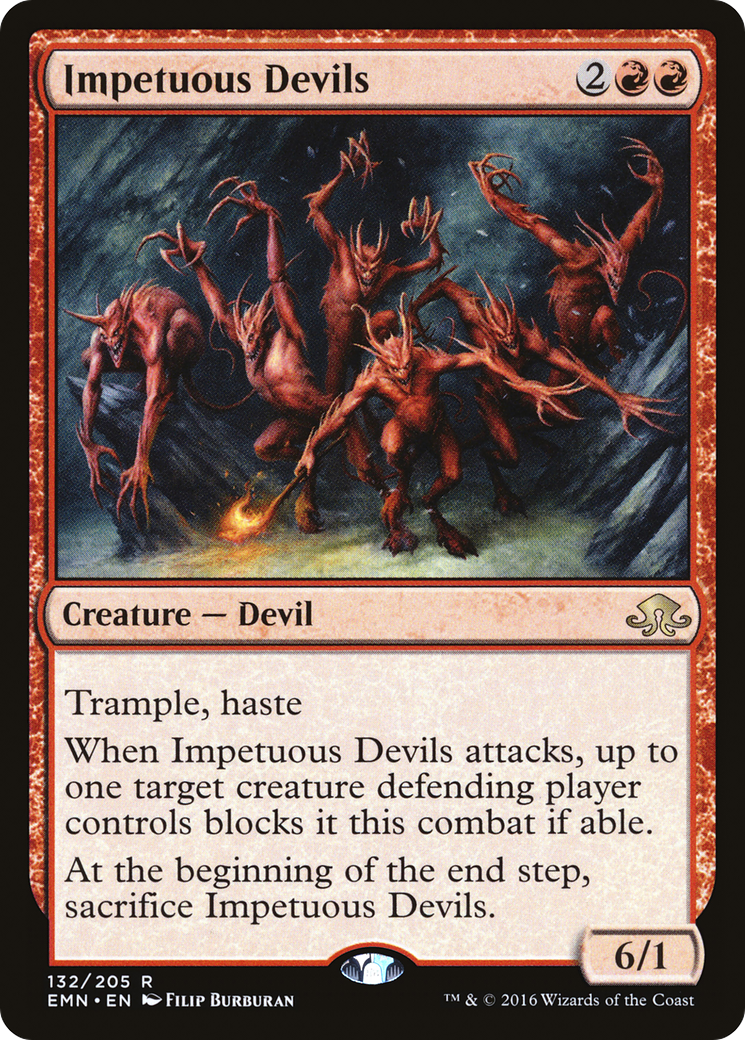 Impetuous Devils 2
Creature — Devil
Trample, haste
When Impetuous Devils attacks, up to
one target creature defending player
controls blocks it this combat if able.
At the beginning of the end step,
sacrifice Impetuous Devils.
6/1
132/205 R
EMN • EN Filip Burburan ™ & © 2016 Wizards of the Coast